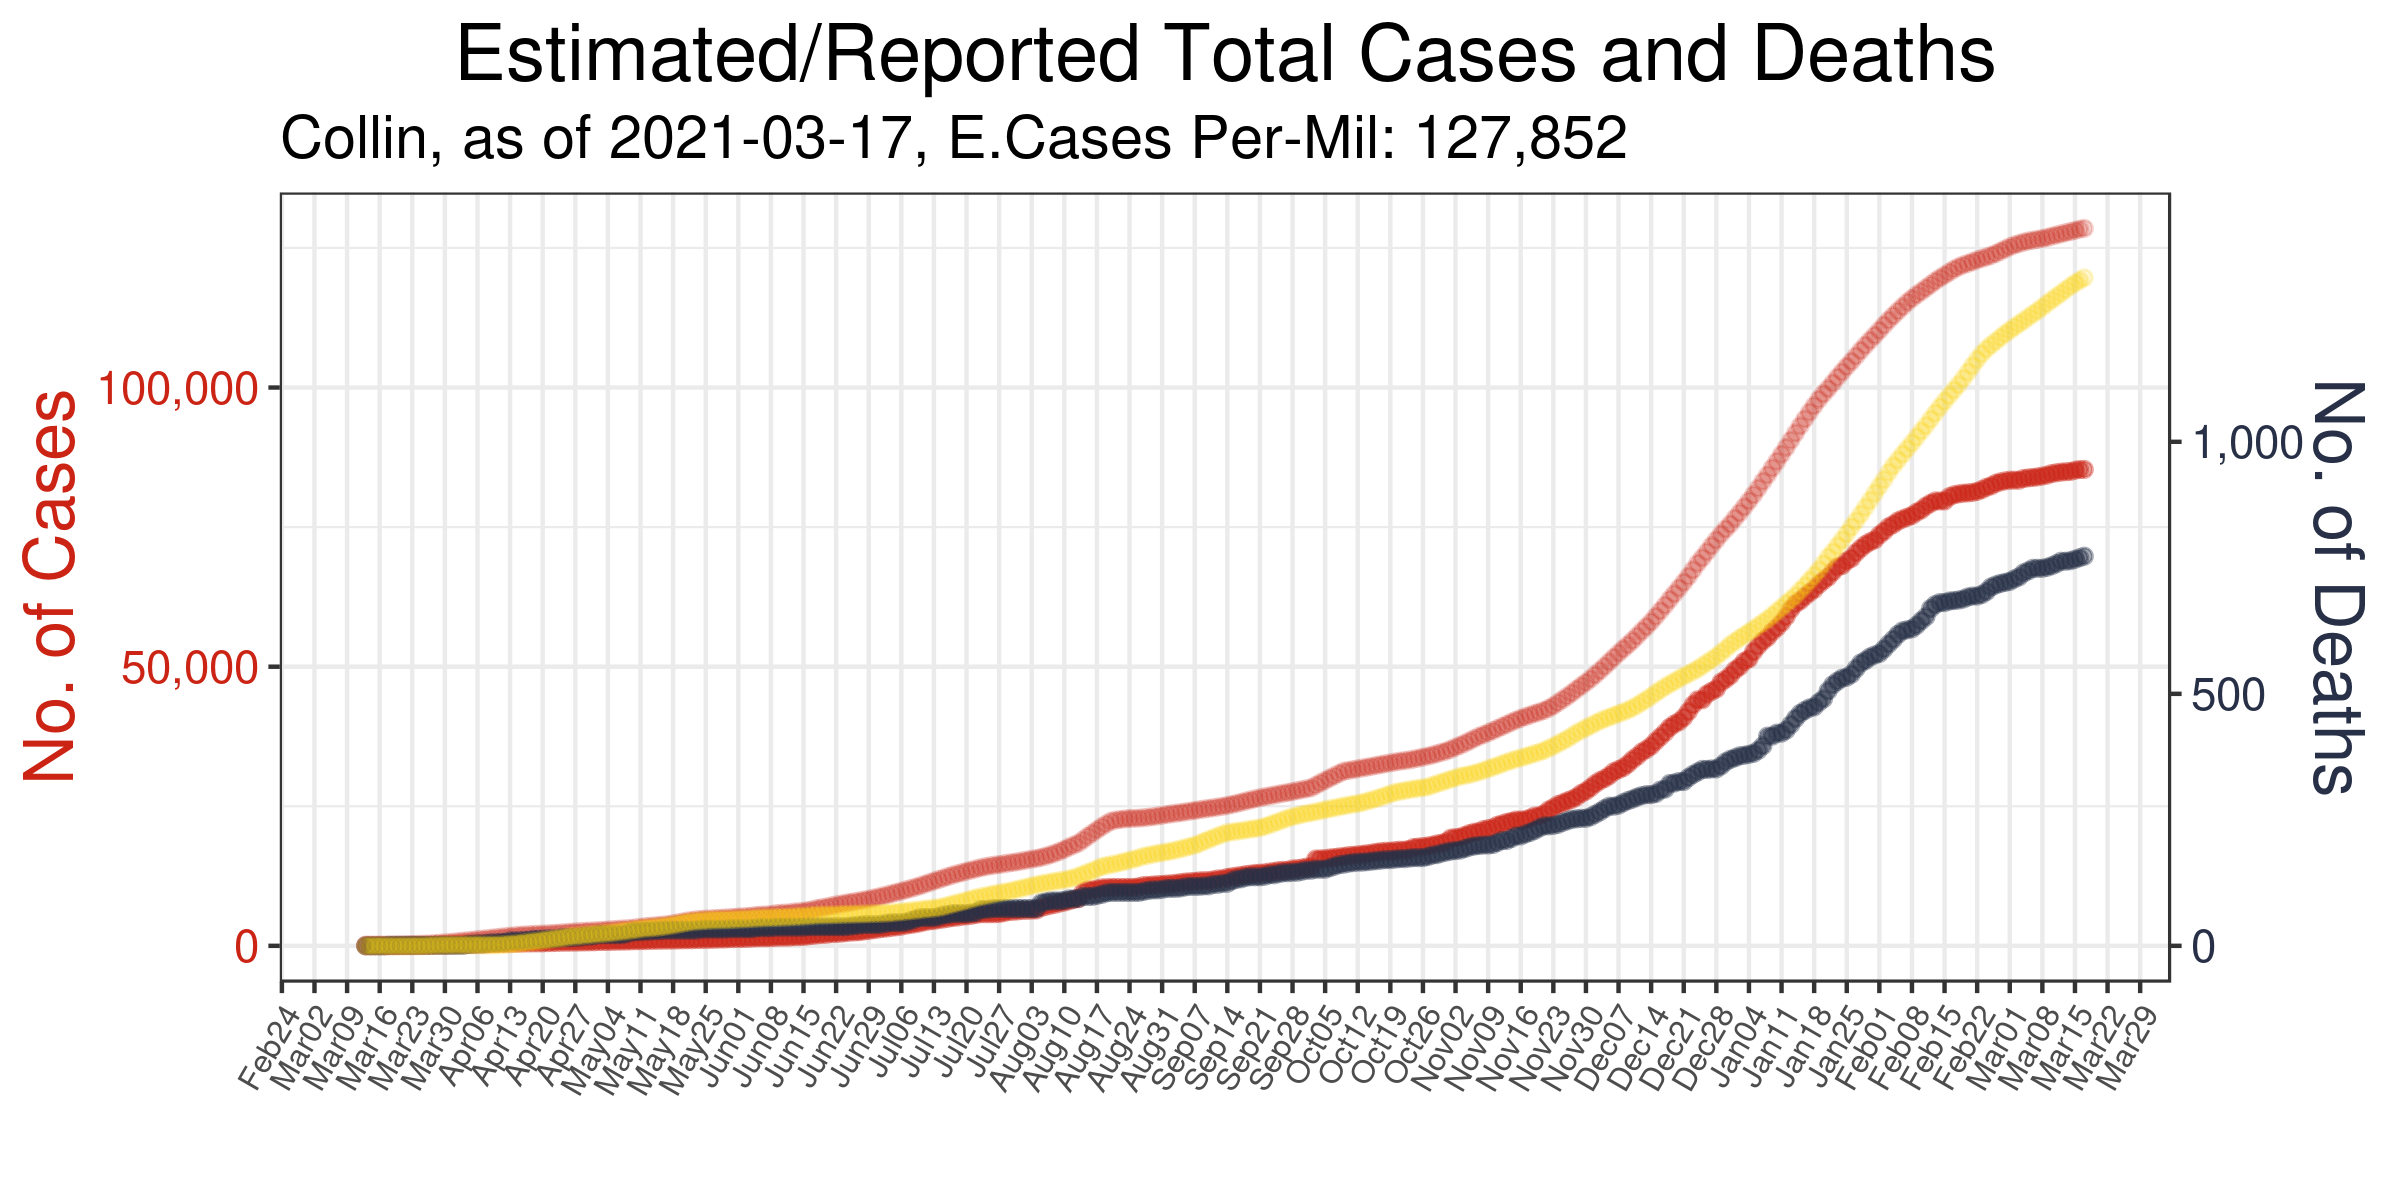 Estimated/Reported Total Cases and Deaths
Collin, as of 2021-03-17, E.Cases Per-Mil: 127,852
No. of Cases
100,000
50,000
0
1,000
500
0
No. of Deaths
Feb24 Mar02 Mar09 Mar16 Mar23 Mar30 Apr06 Apr13 Apr20 Apr27 May04 May11 May18 May25 Jun01 Jun08 Jun15 Jun22 Jun29 Jul06 Jul13 Jul20 Jul27 Aug03 Aug10 Aug17 Aug24 Aug31 Sep07 Sep14 Sep21 Sep28 Oct05 Oct12 Oct19 Oct26 Nov02 Nov09 Nov16 Nov23 Nov30 Dec07 Dec14 Dec21 Dec28 Jan04 Jan11 Jan18 Jan25 Feb01 Feb08 Feb15 Feb22 Mar01 Mar08 Mar15 Mar22 Mar29